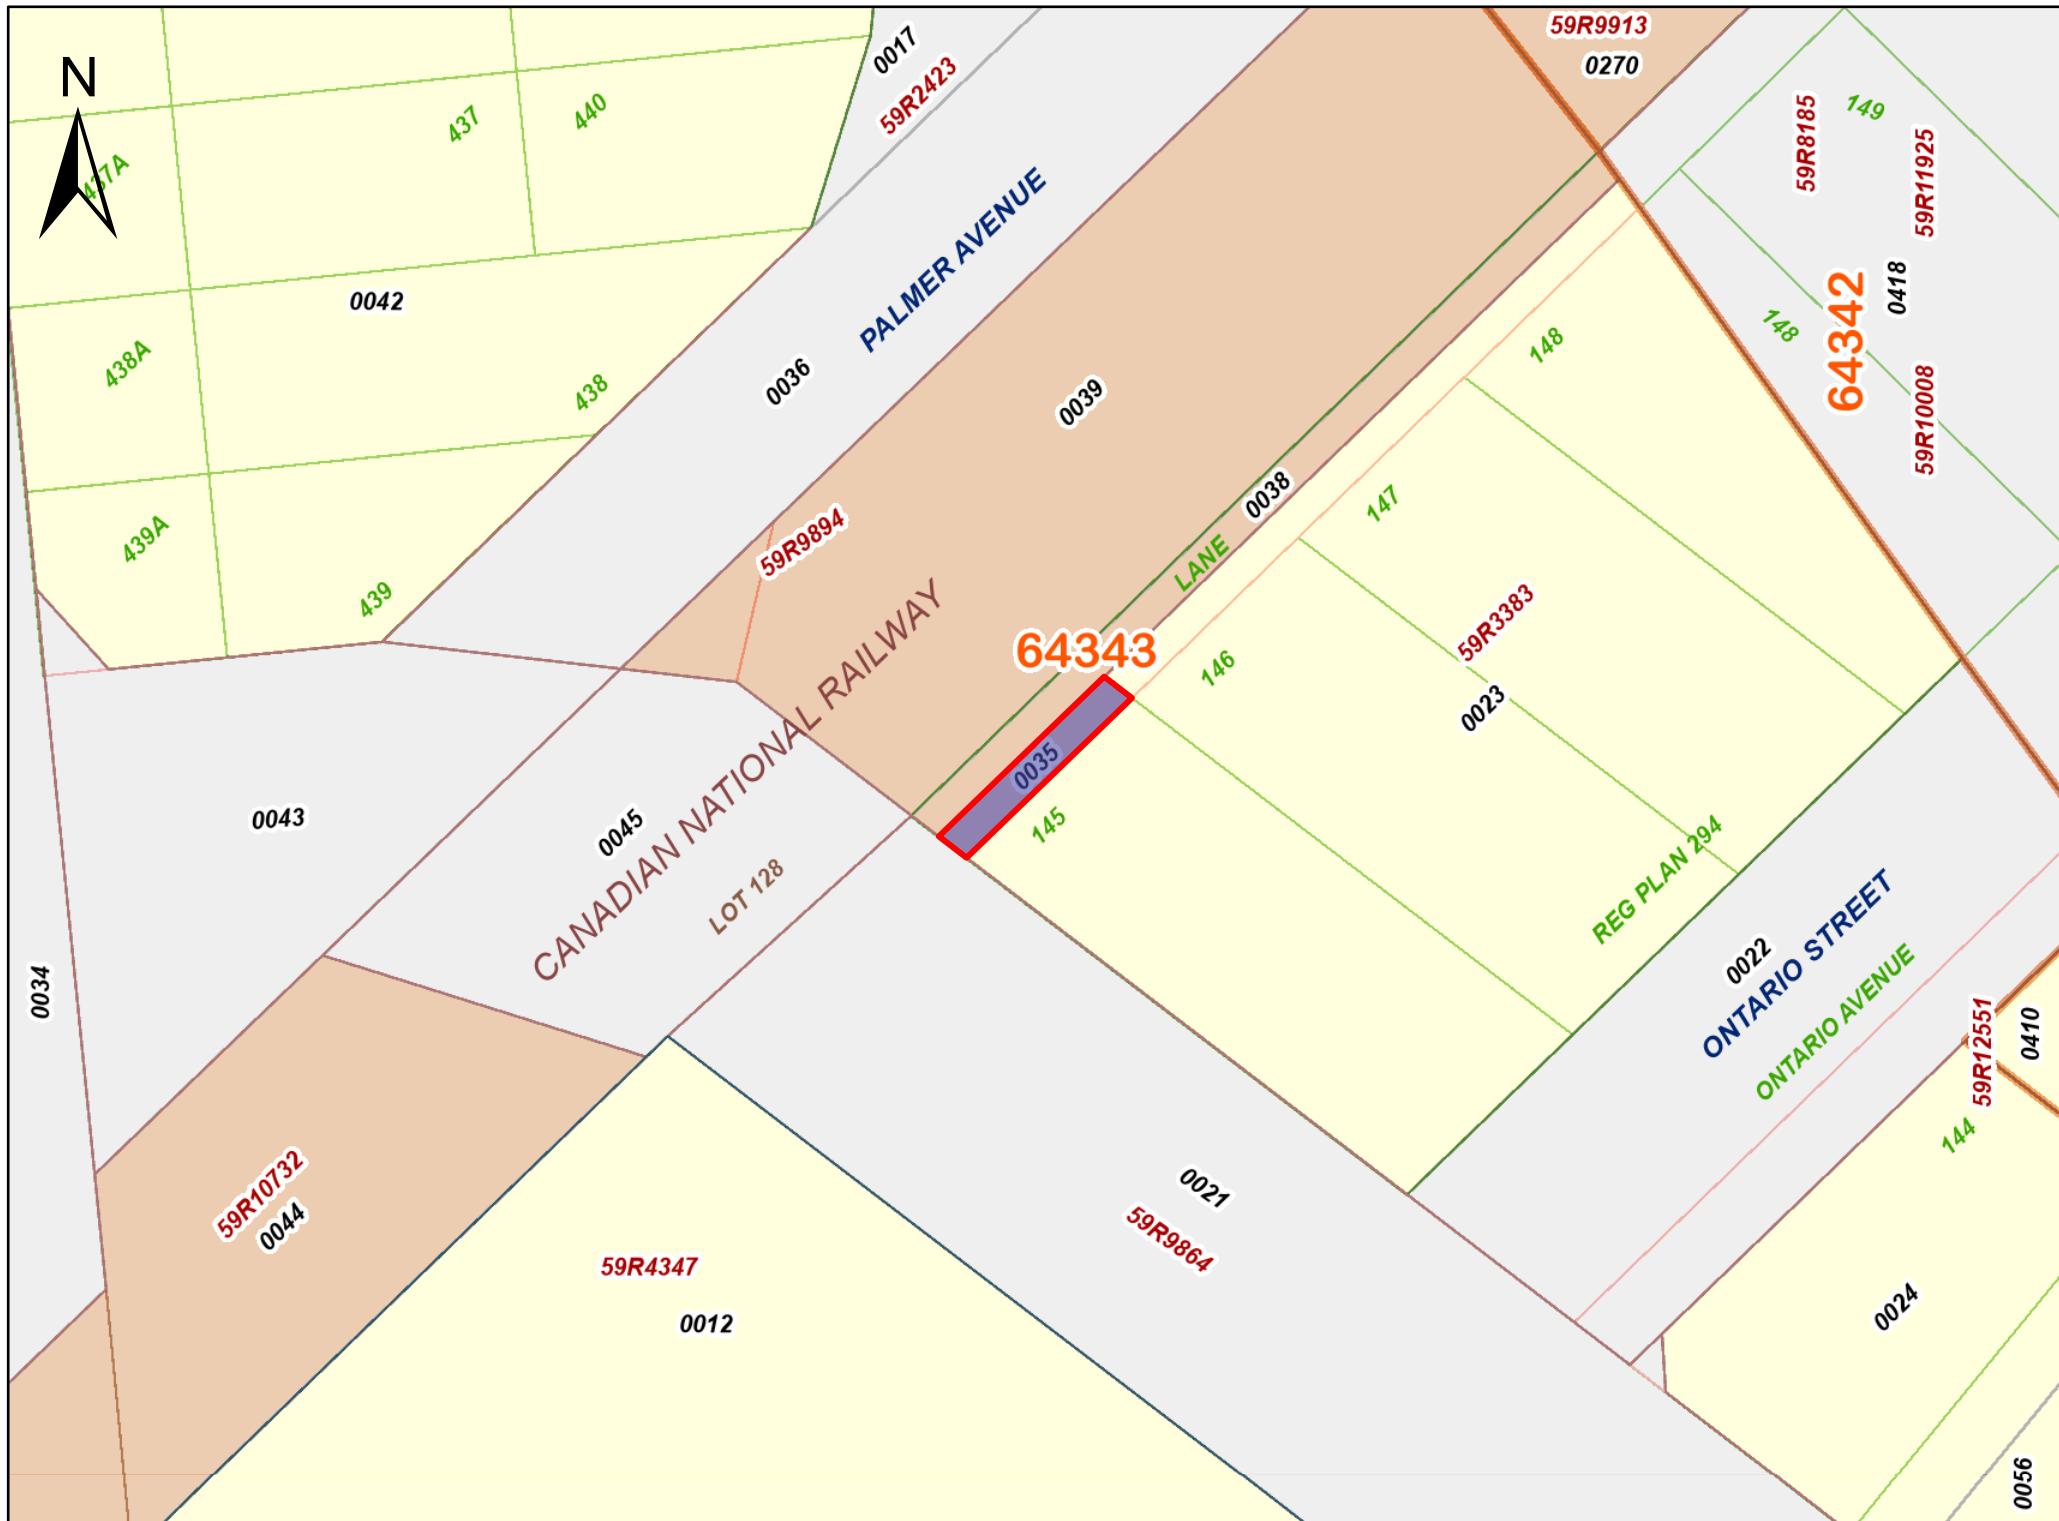 59R9913
0017
0270
N
59R2423
149
59R8185
437
440
437A
59R11925
PALMER AVENUE
0418
0042
148
64342
148
438A
0036
438
0039
59R10008
0038
147
439A
59R9894
LANE
439
59R3383
CANADIAN NATIONAL RAILWAY
64343
146
0023
0035
0043
0045
145
REG PLAN 294
LOT 128
0022
ONTARIO STREET
0034
ONTARIO AVENUE
59R12551
0410
144
59R10732
0044
0021
59R9864
59R4347
0012
0024
0056